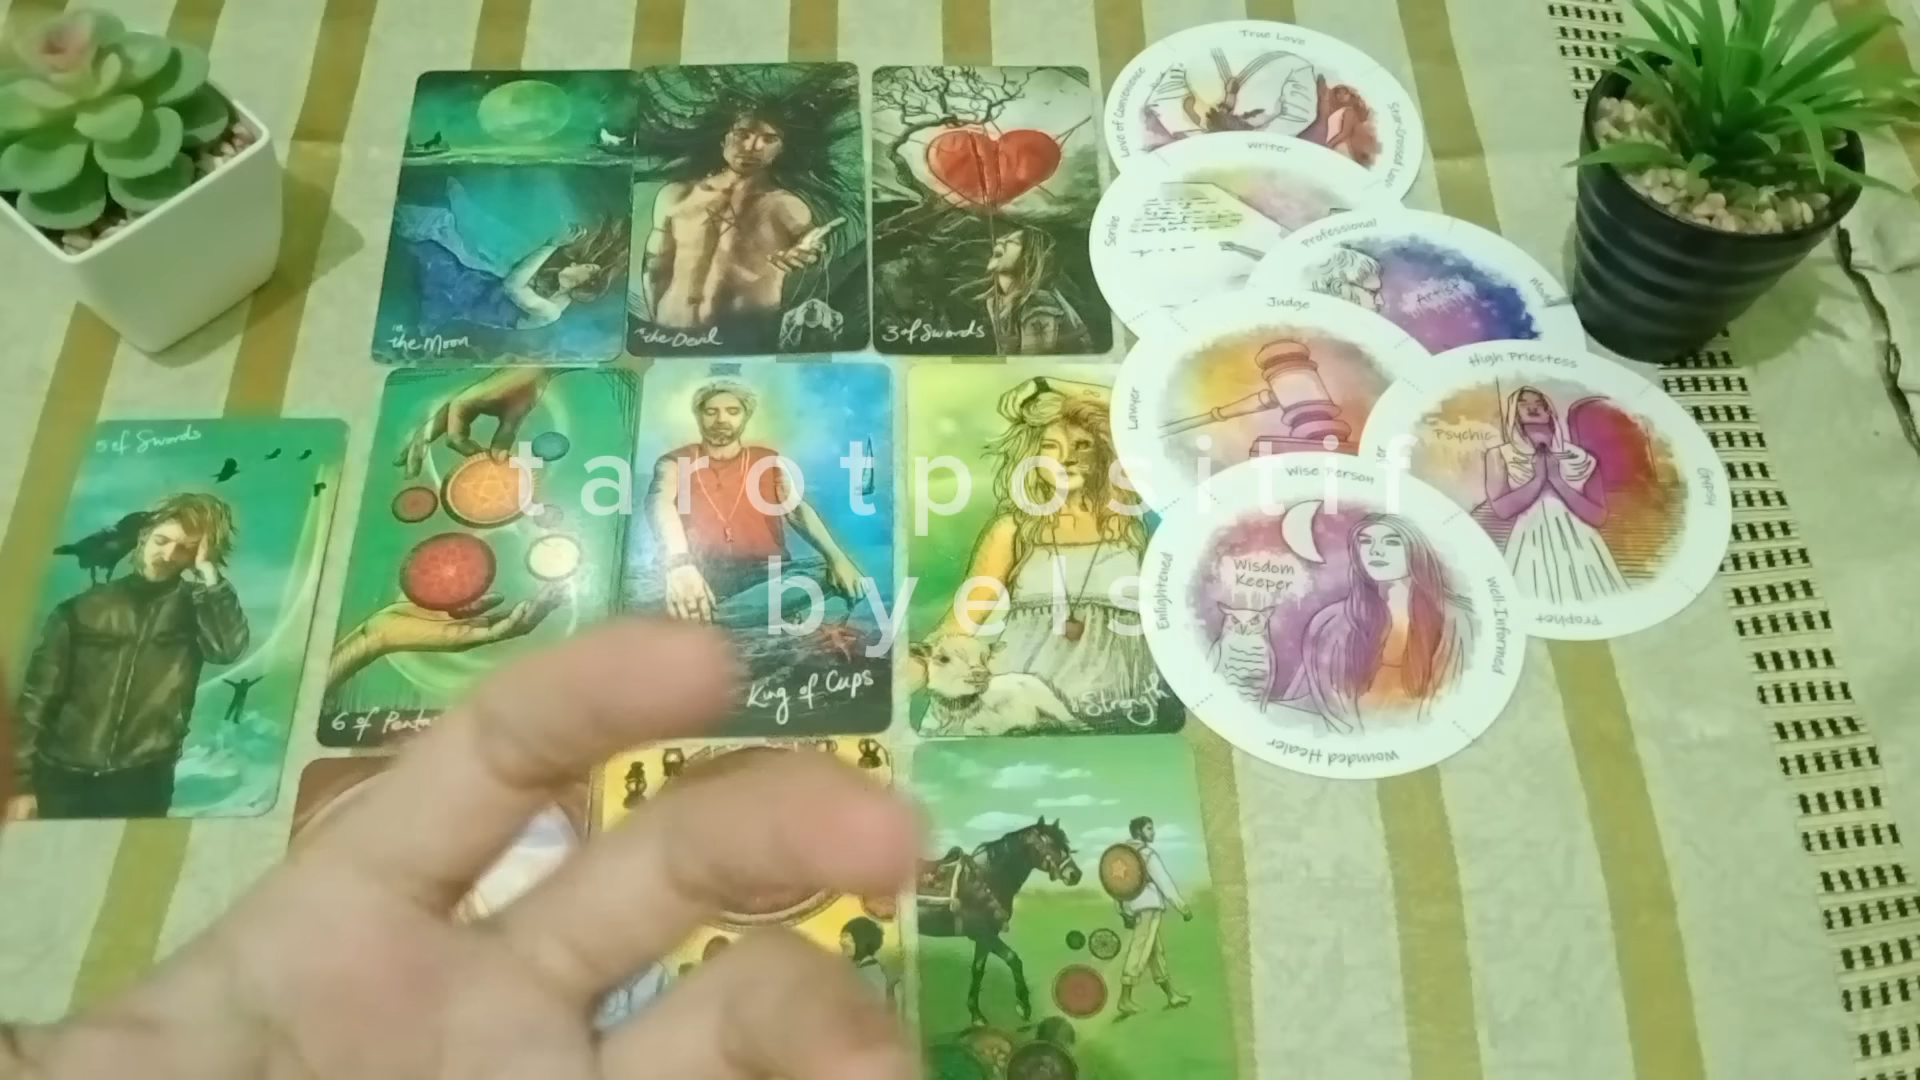 True Love
Love of Convenience
Star-Crossed Love
writer
Scribe
Professional
Artist
Judge
Lawyer
High Priestess
Psychic
Gypsy
Prophet
Wise Person
Wisdom
Keeper
Enlightened
Well-Informed
Wounded Healer
the Moon
the Devil
3 of Swords
5 of Swords
6 of
King of Cups
Strength
tarotpositif
byels